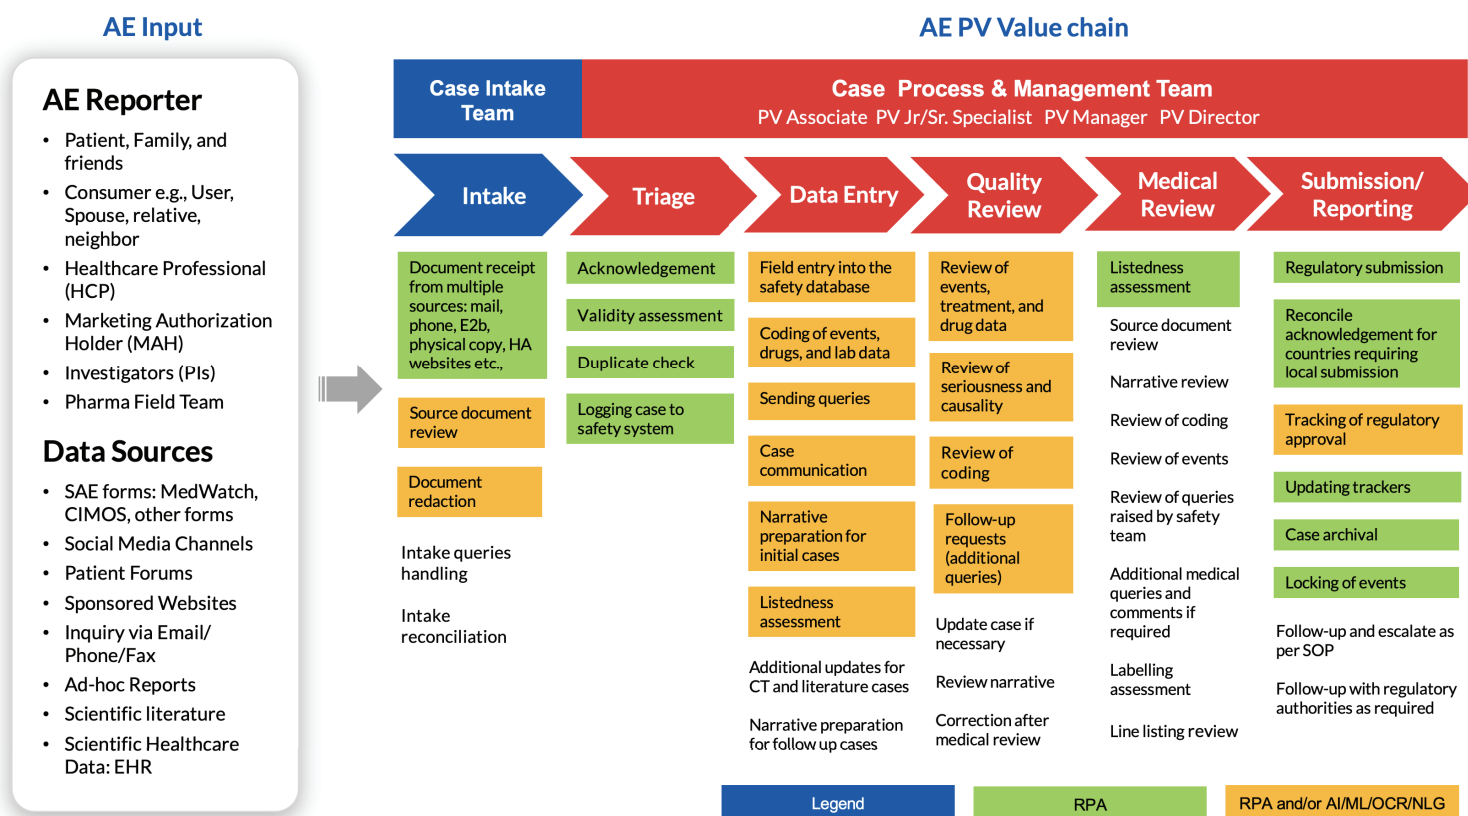 AE Input
AE PV Value chain
AE Reporter
• Patient, Family, and
friends
• Consumer e.g., User,
Spouse, relative,
neighbor
• Healthcare Professional
(HCP)
• Marketing Authorization
Holder (MAH)
• Investigators (PIs)
• Pharma Field Team
Data Sources
• SAE forms: MedWatch,
CIMOS, other forms
• Social Media Channels
• Patient Forums
• Sponsored Websites
• Inquiry via Email/
Phone/Fax
• Ad-hoc Reports
• Scientific literature
• Scientific Healthcare
Data: EHR
Case Intake
Team
Case Process & Management Team
PV Associate PV Jr/Sr. Specialist PV Manager PV Director
Intake
Document receipt
from multiple
sources: mail,
phone, E2b,
physical copy, HA
websites etc.,
Source document
review
Document
redaction
Intake queries
handling
Intake
reconciliation
Triage
Acknowledgement
Validity assessment
Duplicate check
Logging case to
safety system
Data Entry
Field entry into the
safety database
Coding of events,
drugs, and lab data
Sending queries
Case
communication
Narrative
preparation for
initial cases
Listedness
assessment
Additional updates for
CT and literature cases
Narrative preparation
for follow up cases
Quality
Review
Review of
events,
treatment, and
drug data
Review of
seriousness and
causality
Review of
coding
Follow-up
requests
(additional
queries)
Update case if
necessary
Review narrative
Correction after
medical review
Medical
Review
Listedness
assessment
Source document
review
Narrative review
Review of coding
Review of events
Review of queries
raised by safety
team
Additional medical
queries and
comments if
required
Labelling
assessment
Line listing review
Submission/
Reporting
Regulatory submission
Reconcile
acknowledgement for
countries requiring
local submission
Tracking of regulatory
approval
Updating trackers
Case archival
Locking of events
Follow-up and escalate as
per SOP
Follow-up with regulatory
authorities as required
Legend
RPA
RPA and/or AI/ML/OCR/NLG